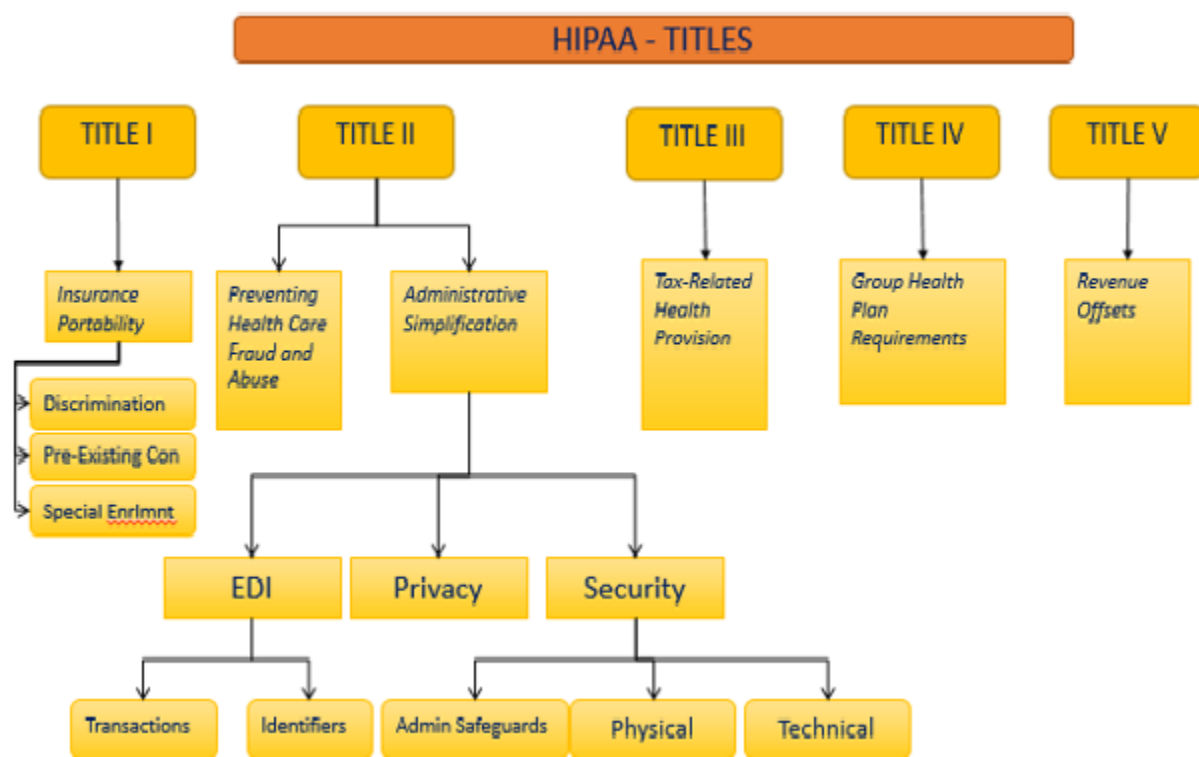 HIPAA - TITLES
TITLE I
TITLE II
TITLE III
TITLE IV
TITLE V
Insurance
Portability
Preventing
Health Care
Fraud and
Abuse
Administrative
Simplification
Tax-Related
Health
Provision
Group Health
Plan
Requirements
Revenue
Offsets
Discrimination
Pre-Existing Con
Special Enrlmnt
EDI
Privacy
Security
Transactions
Identifiers
Admin Safeguards
Physical
Technical